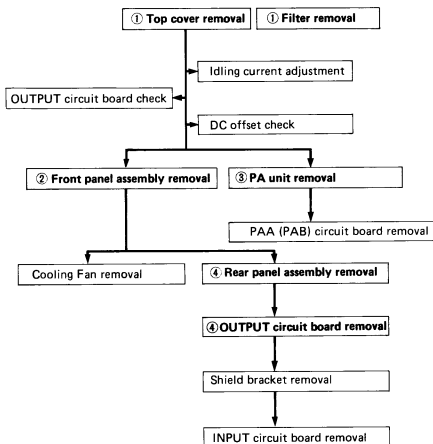 ① Top cover removal
① Filter removal
Idling current adjustment
OUTPUT circuit board check
DC offset check
② Front panel assembly removal
③ PA unit removal
PAA (PAB) circuit board removal
Cooling Fan removal
④ Rear panel assembly removal
④ OUTPUT circuit board removal
Shield bracket removal
INPUT circuit board removal